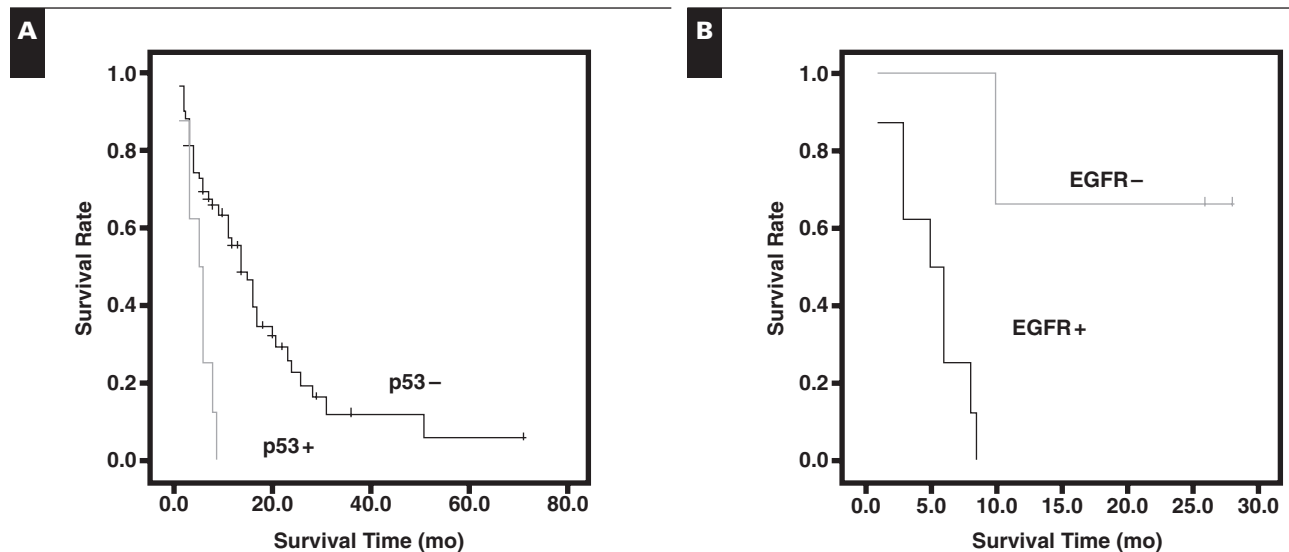 A
1.0
0.8
0.6
0.4
0.2
0.0
Survival Rate
p53−
p53+
0.0 20.0 40.0 60.0 80.0
Survival Time (mo)
B
1.0
0.8
0.6
0.4
0.2
0.0
Survival Rate
EGFR−
EGFR+
0.0 5.0 10.0 15.0 20.0 25.0 30.0
Survival Time (mo)